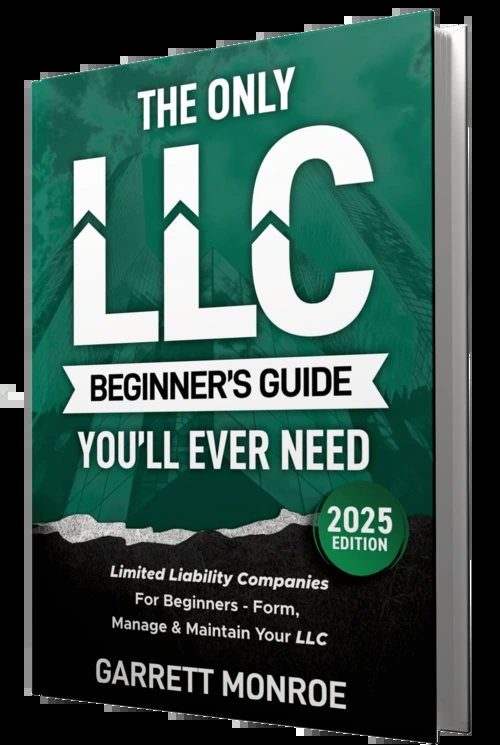 THE ONLY
LLC
BEGINNER'S GUIDE
YOU'LL EVER NEED
2025
EDITION
Limited Liability Companies
For Beginners - Form,
Manage & Maintain Your LLC
GARRETT MONROE